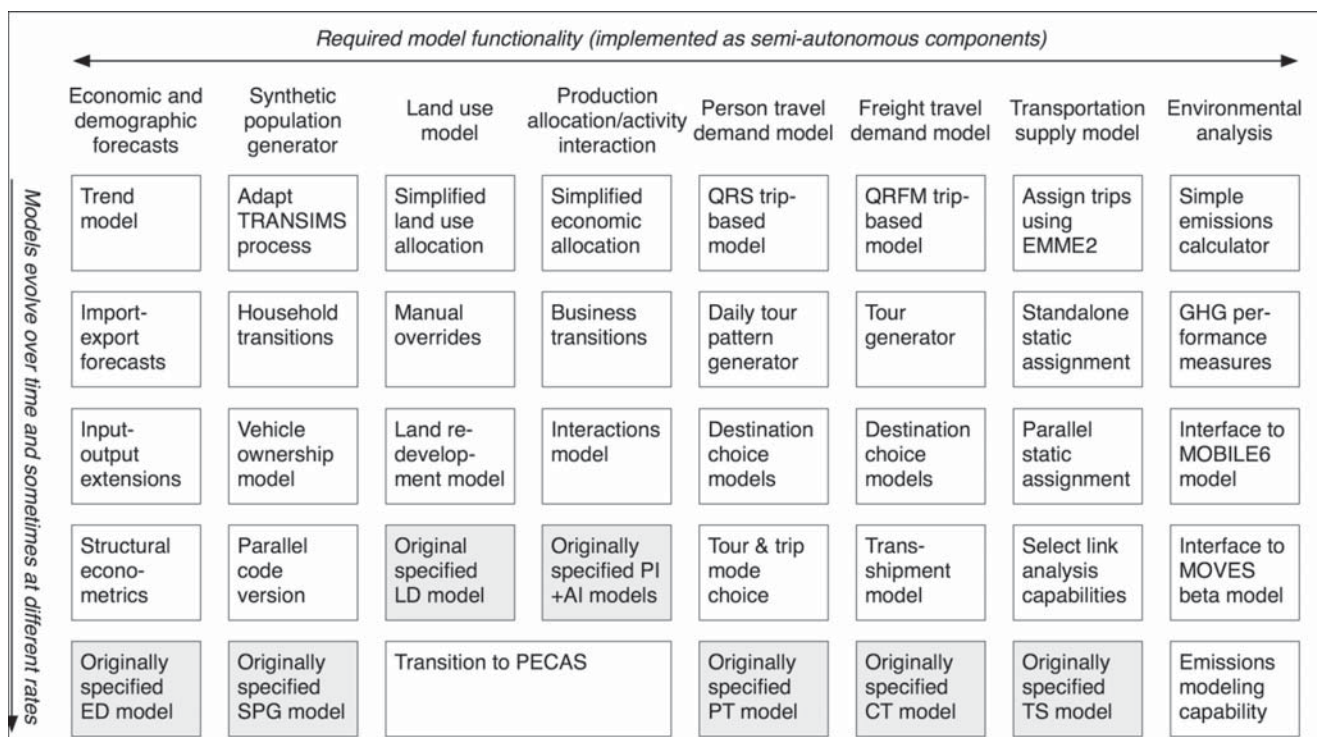 Required model functionality (implemented as semi-autonomous components)
Models evolve over time and sometimes at different rates
Economic and
demographic
forecasts
Synthetic
population
generator
Land use
model
Production
allocation/activity
interaction
Person travel
demand model
Freight travel
demand model
Transportation
supply model
Environmental
analysis
Trend
model
Adapt
TRANSIMS
process
Simplified
land use
allocation
Simplified
economic
allocation
QRS trip-
based
model
QRFM trip-
based
model
Assign trips
using
EMME2
Simple
emissions
calculator
Import-
export
forecasts
Household
transitions
Manual
overrides
Business
transitions
Daily tour
pattern
generator
Tour
generator
Standalone
static
assignment
GHG per-
formance
measures
Input-
output
extensions
Vehicle
ownership
model
Land re-
develop-
ment model
Interactions
model
Destination
choice
models
Destination
choice
models
Parallel
static
assignment
Interface to
MOBILE6
model
Structural
econo-
metrics
Parallel
code
version
Original
specified
LD model
Originally
specified PI
+AI models
Tour & trip
mode
choice
Trans-
shipment
model
Select link
analysis
capabilities
Interface to
MOVES
beta model
Originally
specified
ED model
Originally
specified
SPG model
Transition to PECAS
Originally
specified
PT model
Originally
specified
CT model
Originally
specified
TS model
Emissions
modeling
capability